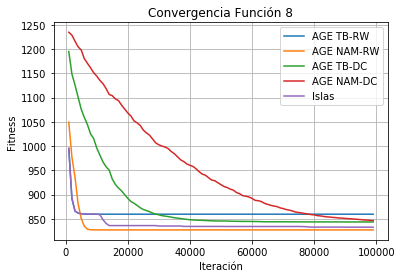 Convergencia Función 8
AGE TB-RW
AGE NAM-RW
AGE TB-DC
AGE NAM-DC
Islas
Fitness
1250
1200
1150
1100
1050
1000
950
900
850
0 20000 40000 60000 80000 100000
Iteración